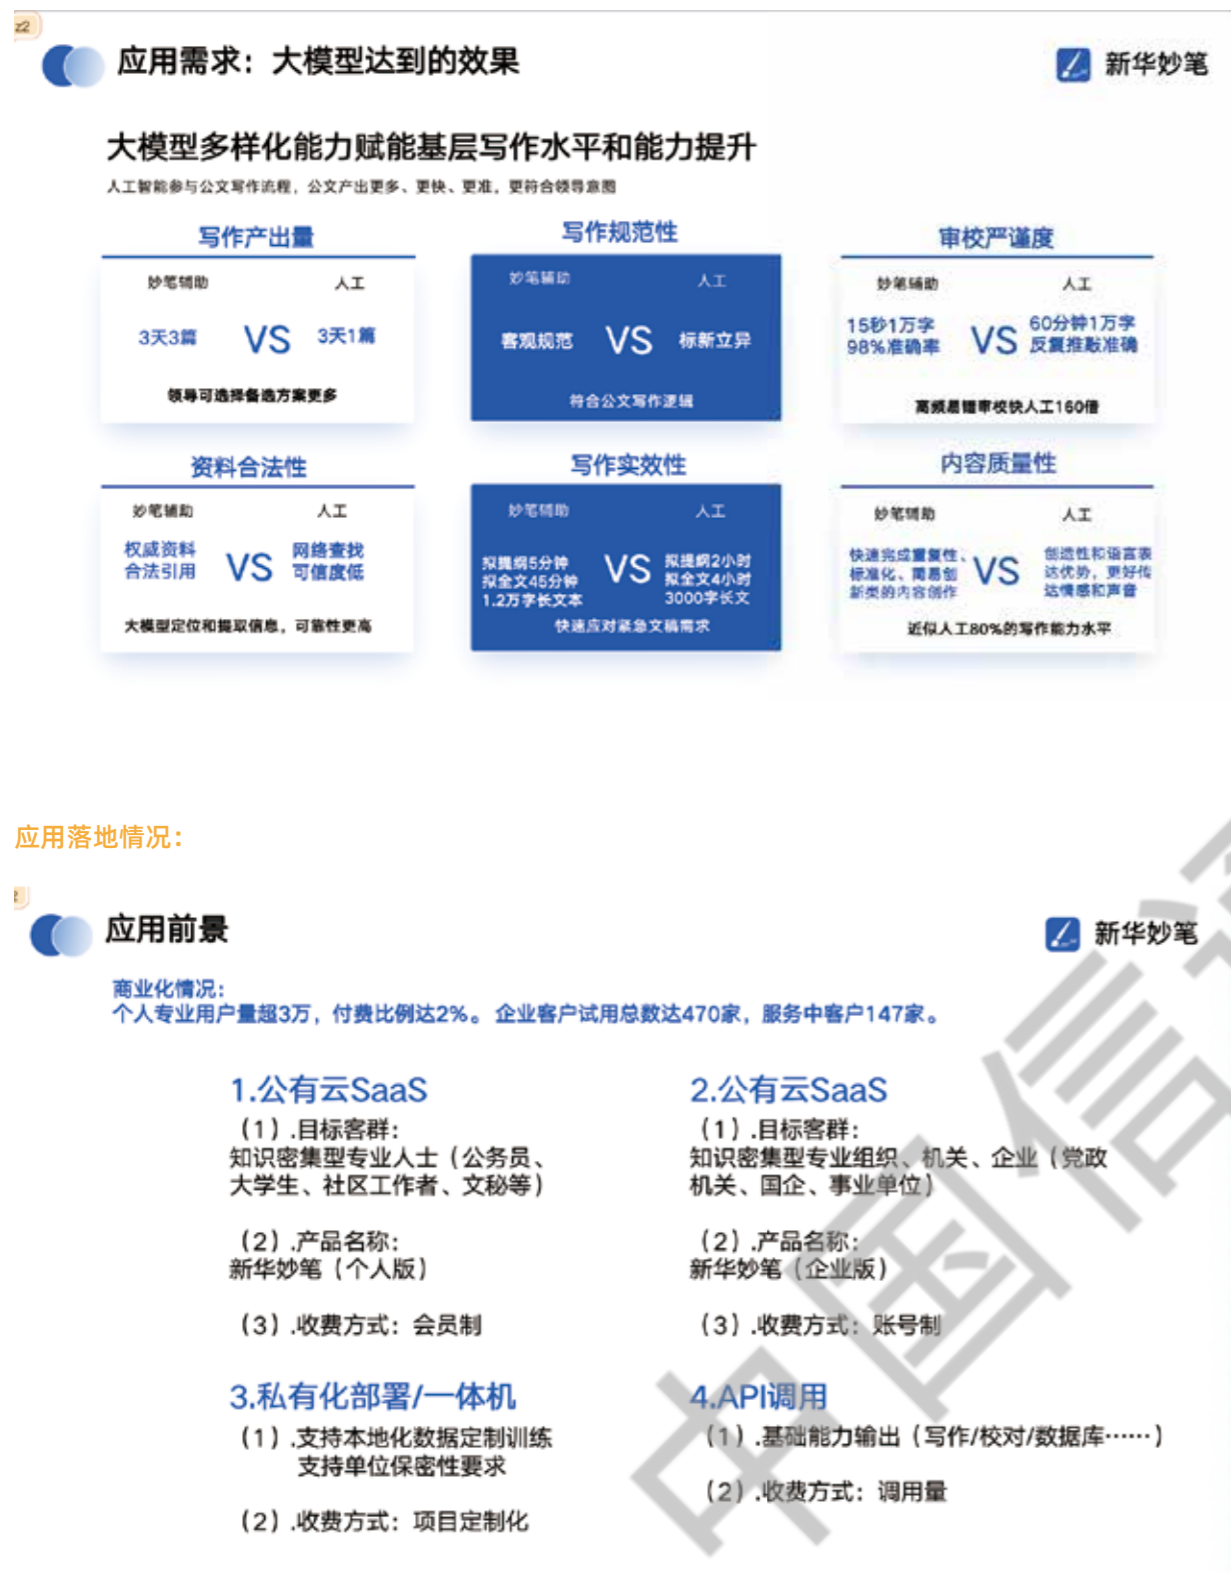 z2
应用需求：大模型达到的效果
新华妙笔
大模型多样化能力赋能基层写作水平和能力提升
人工智能参与公文写作流程，公文产出更多、更快、更准，更符合领导意图
写作产出量
妙笔辅助 人工
3天3篇 VS 3天1篇
领导可选择备选方案更多
写作规范性
妙笔辅助 人工
客观规范 VS 标新立异
符合公文写作逻辑
审校严谨度
妙笔辅助 人工
15秒1万字
98%准确率
VS
60分钟1万字
反复推敲准确
高频易错审校快人工160倍
资料合法性
妙笔辅助 人工
权威资料
合法引用
VS
网络查找
可信度低
大模型定位和提取信息，可靠性更高
写作实效性
妙笔辅助 人工
拟提纲5分钟
拟全文45分钟
1.2万字长文本
VS
拟提纲2小时
拟全文4小时
3000字长文
快速应对紧急文稿需求
内容质量性
妙笔辅助 人工
快速完成重复性、
标准化、简易创
新类的内容创作
VS
创造性和语言表
达优势，更好传
达情感和声音
近似人工80%的写作能力水平
应用落地情况：
2
应用前景
新华妙笔
商业化情况：
个人专业用户量超3万，付费比例达2%。企业客户试用总数达470家，服务中客户147家。
1.公有云SaaS
（1）.目标客群：
知识密集型专业人士（公务员、
大学生、社区工作者、文秘等）
（2）.产品名称：
新华妙笔（个人版）
（3）.收费方式：会员制
2.公有云SaaS
（1）.目标客群：
知识密集型专业组织、机关、企业（党政
机关、国企、事业单位）
（2）.产品名称：
新华妙笔（企业版）
（3）.收费方式：账号制
3.私有化部署/一体机
（1）.支持本地化数据定制训练
支持单位保密性要求
（2）.收费方式：项目定制化
4.API调用
（1）.基础能力输出（写作/校对/数据库……）
（2）.收费方式：调用量
中国信通